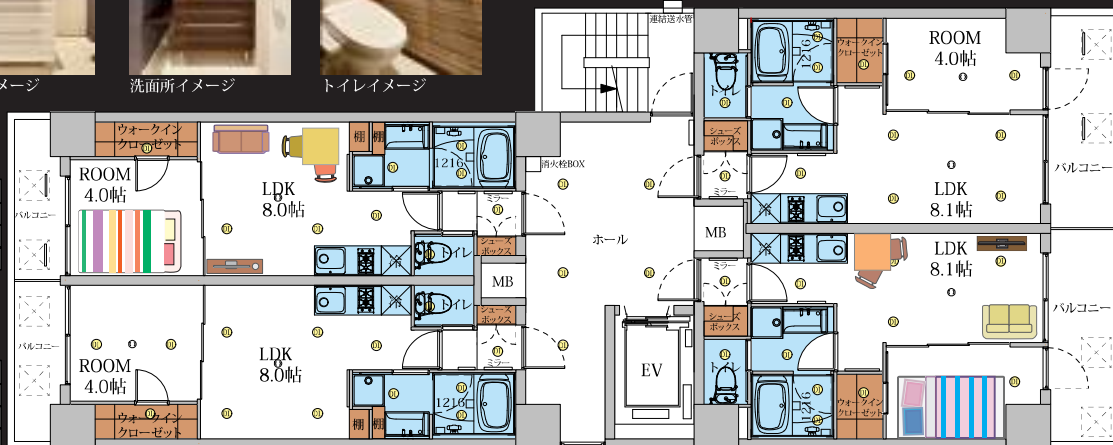 メージ
洗面所イメージ
トイレイメージ
連結送水管
消火栓BOX
ホール
EV
MB
MB
ウォークイン
クローゼット
ROOM
4.0帖
LDK
8.0帖
棚 棚
1216
ミラー
シューズ
ボックス
トイレ
冷
バルコニー
バルコニー
ROOM
4.0帖
LDK
8.0帖
ウォークイン
クローゼット
棚 棚
1216
ミラー
シューズ
ボックス
トイレ
冷
トイレ
1216
ウォークイン
クローゼット
ROOM
4.0帖
シューズ
ボックス
ミラー
冷
LDK
8.1帖
バルコニー
ミラー
冷
LDK
8.1帖
シューズ
ボックス
トイレ
1216
ウォークイン
クローゼット
バルコニー